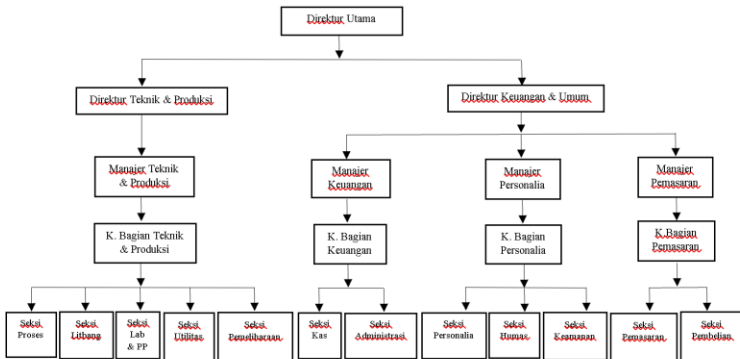 Direktur Utama
Direktur Teknik & Produksi
Direktur Keuangan & Umum
Manajer Teknik
& Produksi
Manajer
Keuangan
Manajer
Personalia
Manajer
Pemasaran
K. Bagian Teknik
& Produksi
K. Bagian
Keuangan
K. Bagian
Personalia
K.Bagian
Pemasaran
Seksi
Proses
Seksi
Litbang
Seksi
Lab
& PP
Seksi
Utilitas
Seksi
Pemeliharaan
Seksi
Kas
Seksi
Administrasi
Seksi
Personalia
Seksi
Humas
Seksi
Keamanan
Seksi
Pemasaran
Seksi
Pembelian